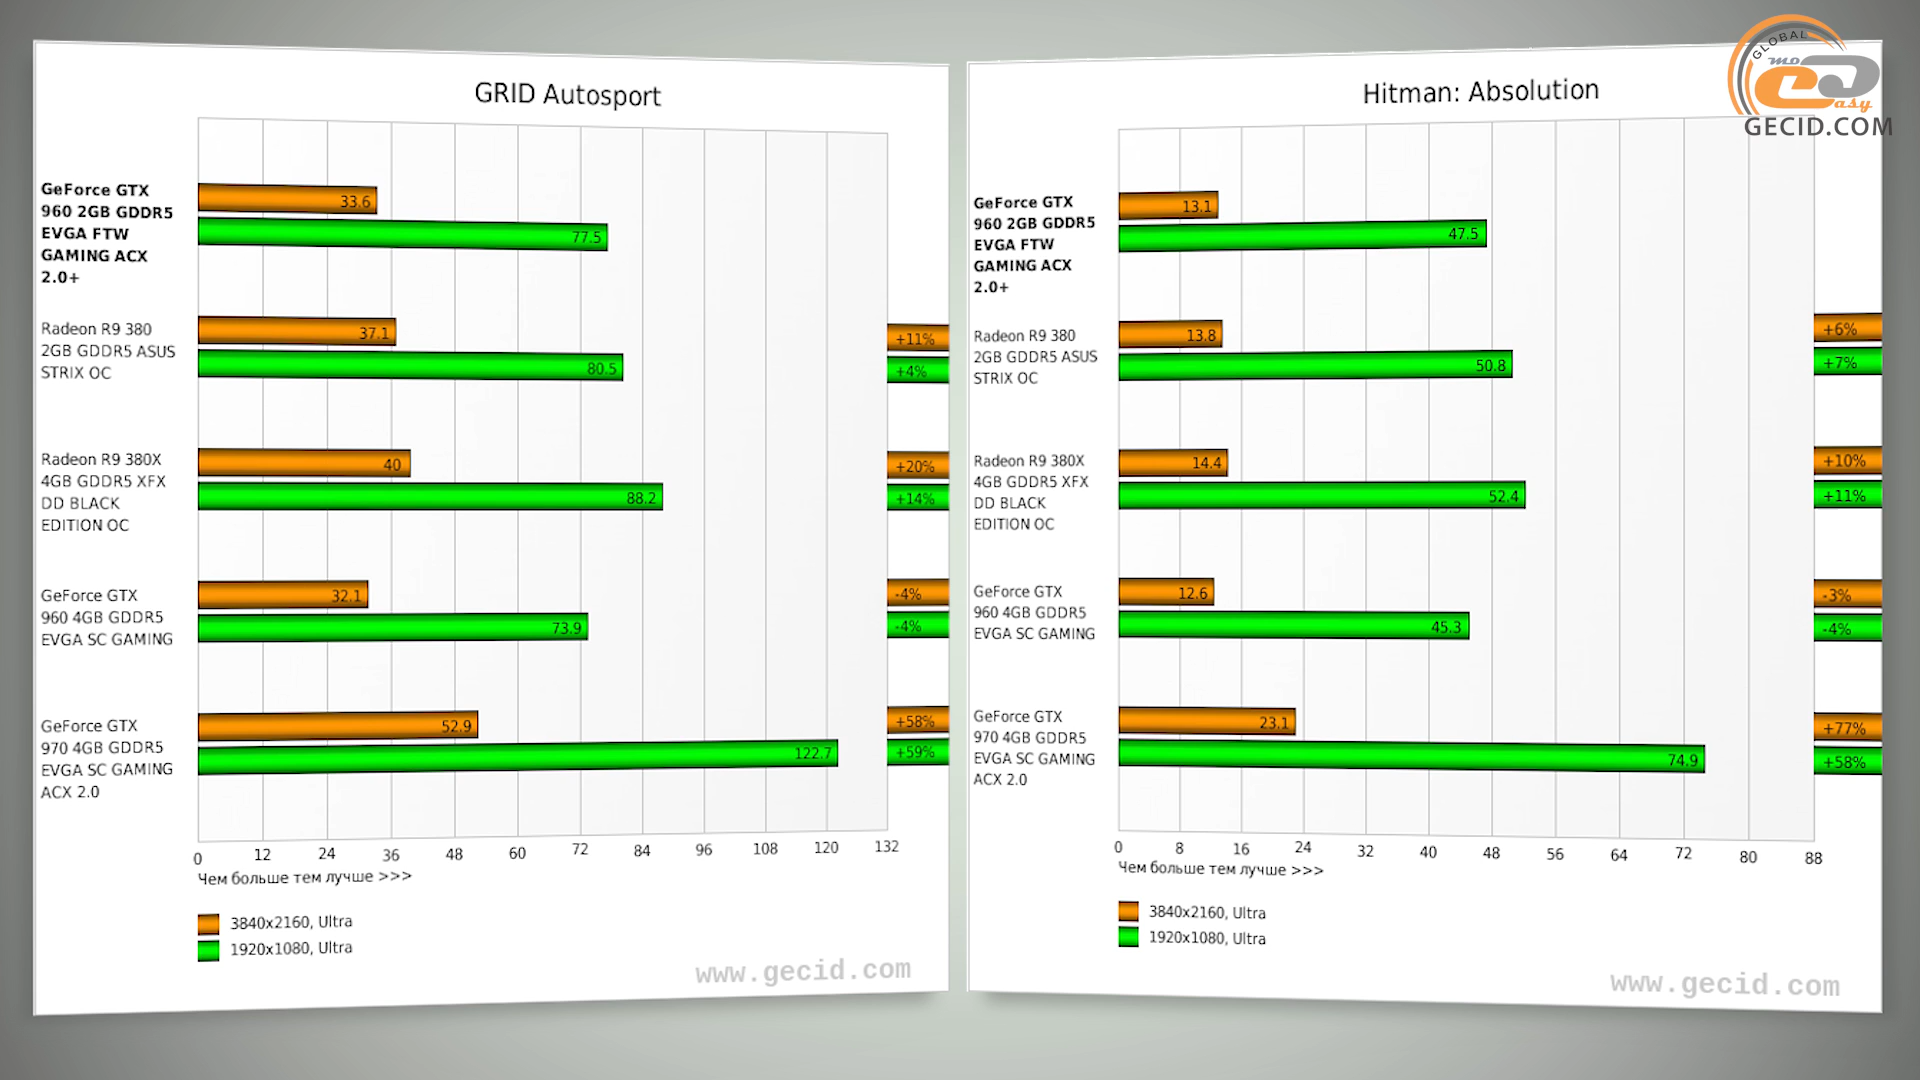 GRID Autosport
GeForce GTX
960 2GB GDDR5
EVGA FTW
GAMING ACX
2.0+
33.6
77.5
Radeon R9 380
2GB GDDR5 ASUS
STRIX OC
37.1
80.5
+11%
+4%
Radeon R9 380X
4GB GDDR5 XFX
DD BLACK
EDITION OC
40
88.2
+20%
+14%
GeForce GTX
960 4GB GDDR5
EVGA SC GAMING
32.1
73.9
-4%
-4%
GeForce GTX
970 4GB GDDR5
EVGA SC GAMING
ACX 2.0
52.9
122.7
+58%
+59%
0 12 24 36 48 60 72 84 96 108 120 132
Чем больше тем лучше >>>
3840x2160, Ultra
1920x1080, Ultra
www.gecid.com
Hitman: Absolution
GeForce GTX
960 2GB GDDR5
EVGA FTW
GAMING ACX
2.0+
13.1
47.5
Radeon R9 380
2GB GDDR5 ASUS
STRIX OC
13.8
50.8
+6%
+7%
Radeon R9 380X
4GB GDDR5 XFX
DD BLACK
EDITION OC
14.4
52.4
+10%
+11%
GeForce GTX
960 4GB GDDR5
EVGA SC GAMING
12.6
45.3
-3%
-4%
GeForce GTX
970 4GB GDDR5
EVGA SC GAMING
ACX 2.0
23.1
74.9
+77%
+58%
0 8 16 24 32 40 48 56 64 72 80 88
Чем больше тем лучше >>>
3840x2160, Ultra
1920x1080, Ultra
www.gecid.com
GLOBAL
mo
asy
GECID.COM